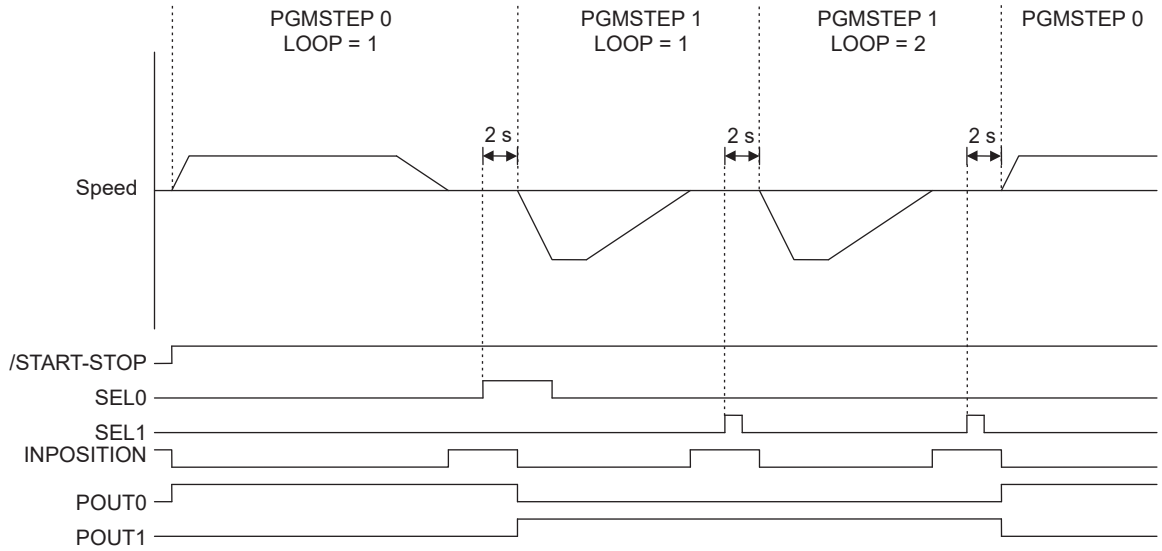 PGMSTEP 0
LOOP = 1
PGMSTEP 1
LOOP = 1
PGMSTEP 1
LOOP = 2
PGMSTEP 0
2 s
2 s
2 s
Speed
/START-STOP
SEL0
SEL1
INPOSITION
POUT0
POUT1